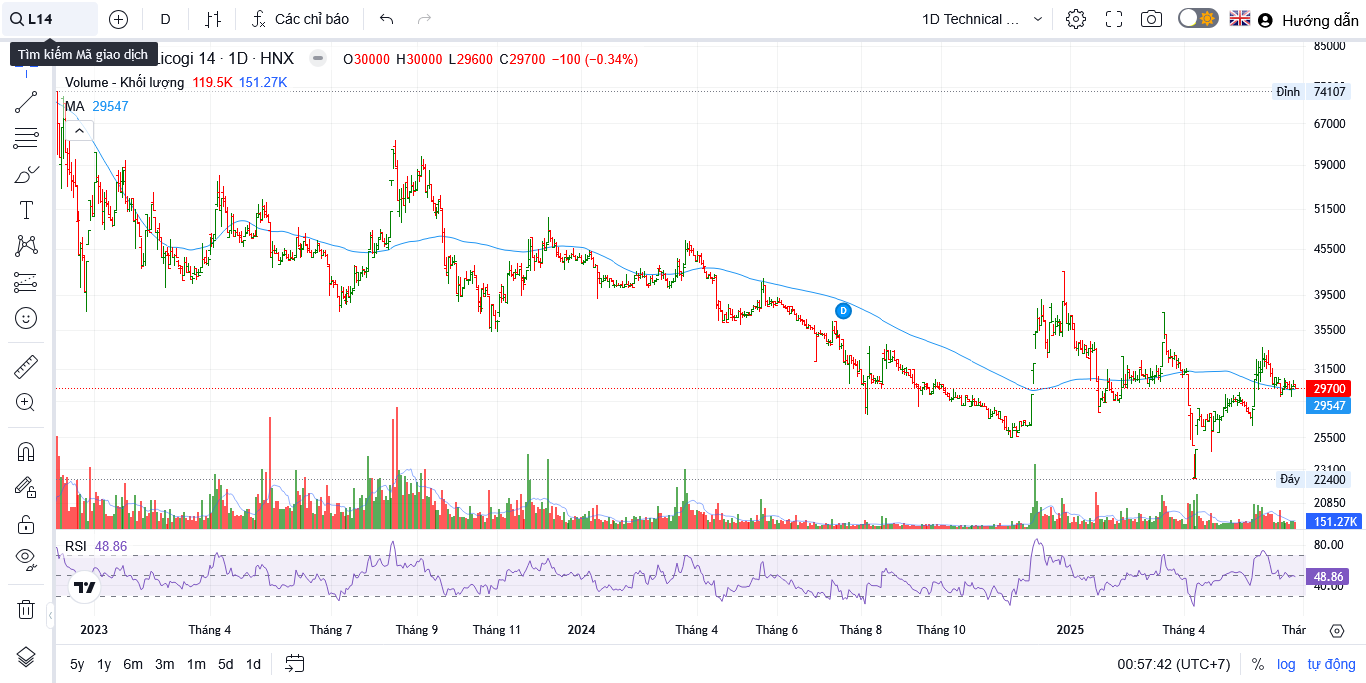 L14
D
Các chỉ báo
1D Technical ...
Hướng dẫn
Tìm kiếm Mã giao dịch
Licogi 14 · 1D · HNX
O30000 H30000 L29600 C29700 −100 (−0.34%)
Volume - Khối lượng 119.5K 151.27K
MA 29547
85000
Đỉnh 74107
67000
59000
51500
45500
39500
35500
31500
29700
29547
25500
23100
Đáy 22400
20850
151.27K
D
RSI 48.86
80.00
48.86
40.00
2023 Tháng 4 Tháng 7 Tháng 9 Tháng 11 2024 Tháng 4 Tháng 6 Tháng 8 Tháng 10 2025 Tháng 4 Thár
5y 1y 6m 3m 1m 5d 1d
00:57:42 (UTC+7) % log tự động